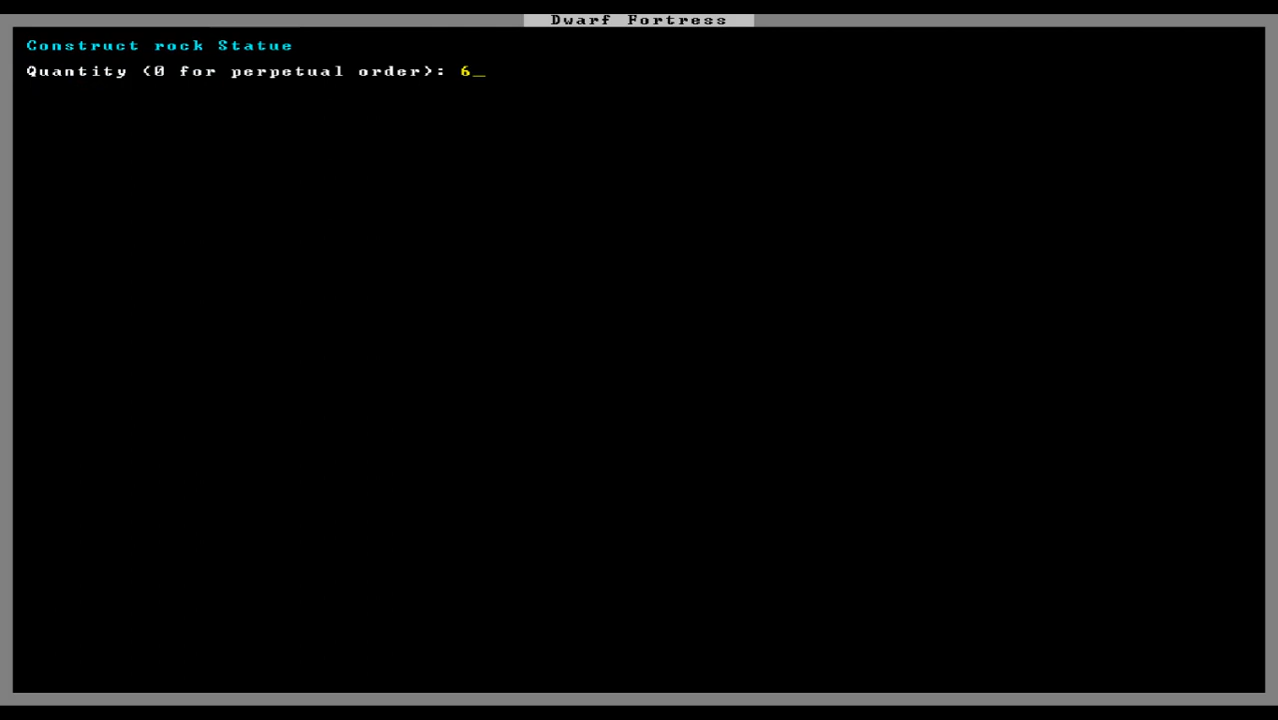 Dwarf Fortress
Construct rock Statue
Quantity (0 for perpetual order): 6_